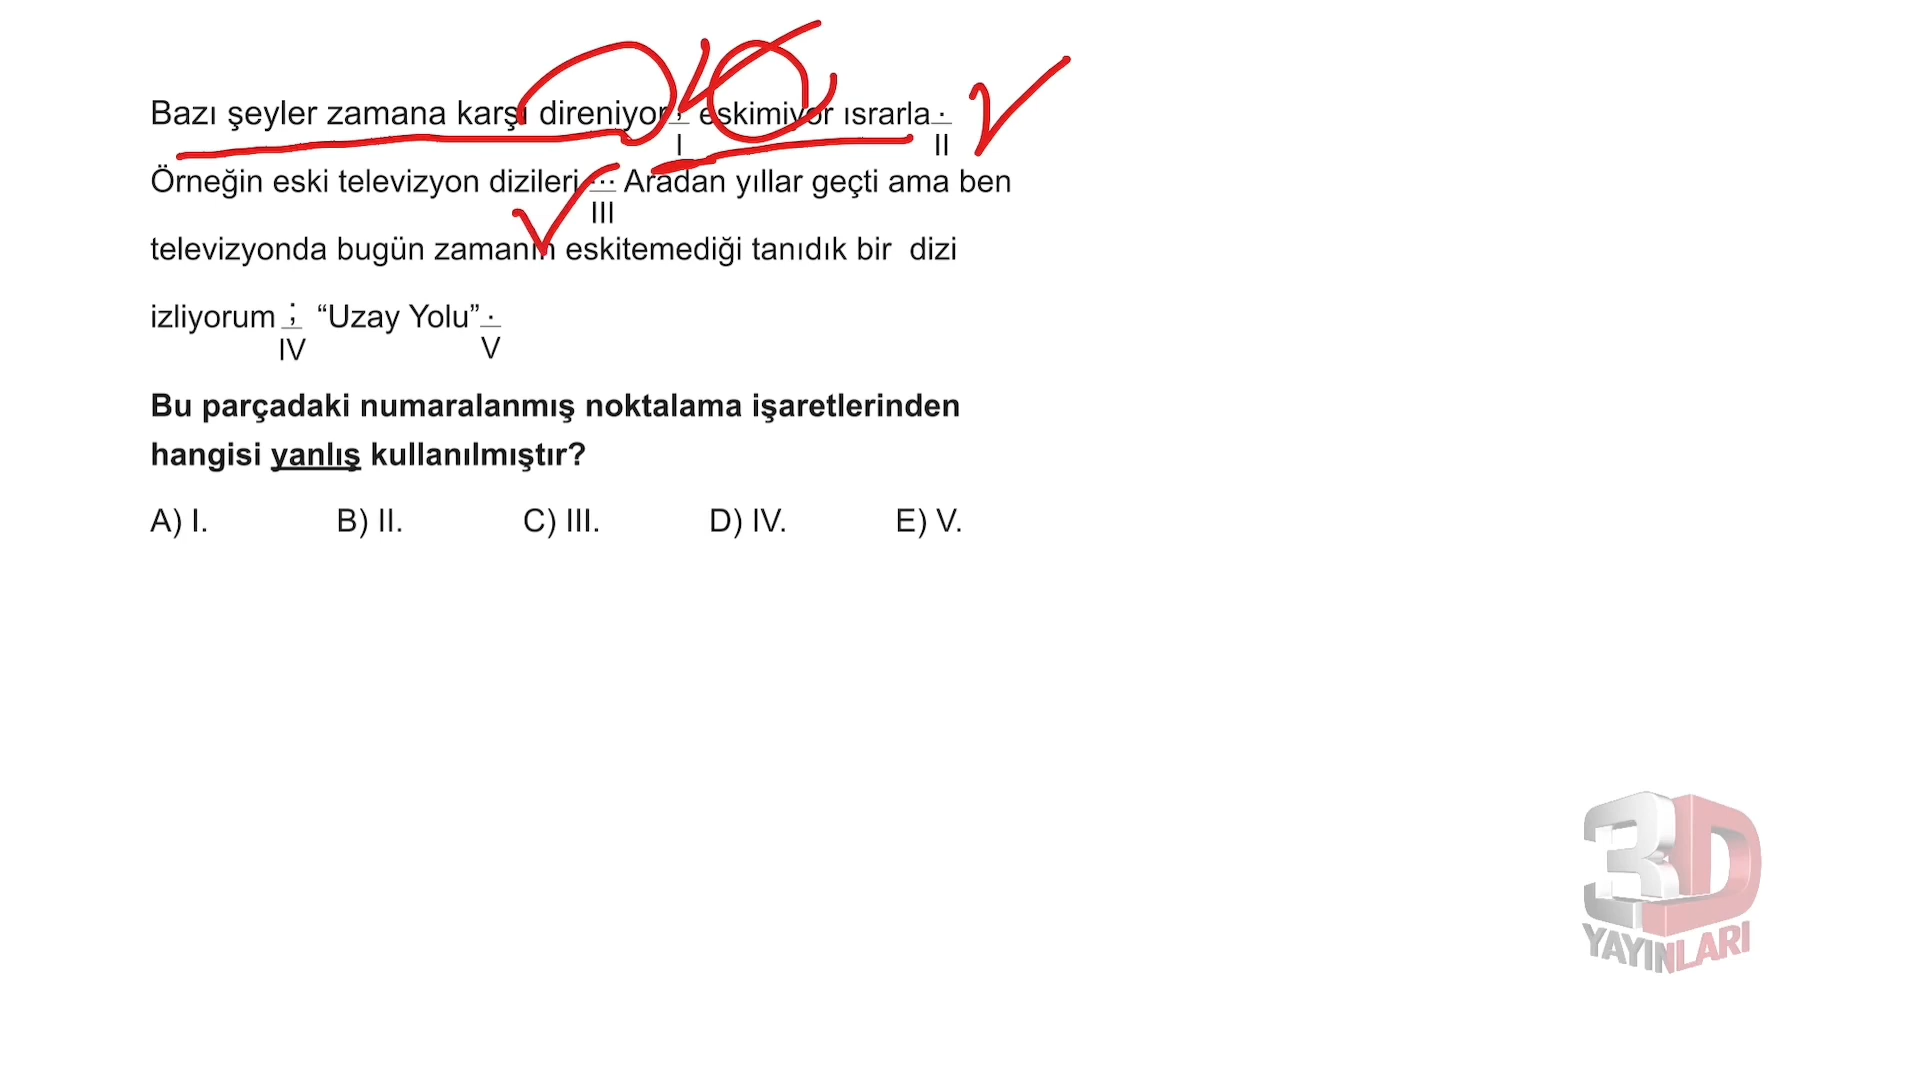 Bazı şeyler zamana karşı direniyor, eskimiyor ısrarla.
I II
Örneğin eski televizyon dizileri... Aradan yıllar geçti ama ben
III
televizyonda bugün zamanın eskitemediği tanıdık bir dizi
izliyorum ; “Uzay Yolu”.
IV V
Bu parçadaki numaralanmış noktalama işaretlerinden
hangisi yanlış kullanılmıştır?
A) I. B) II. C) III. D) IV. E) V.
3D
YAYINLARI